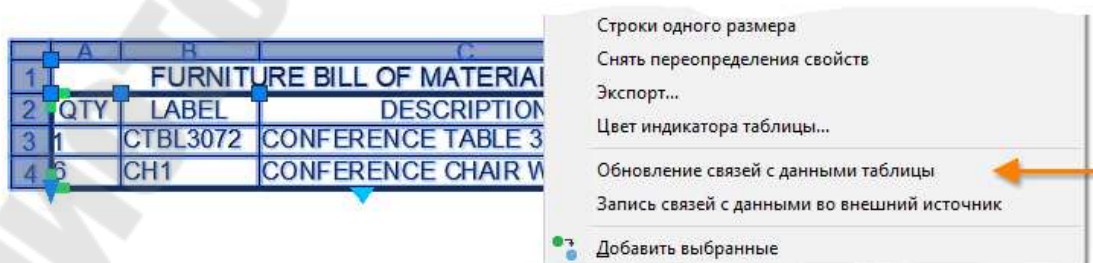 A B C
1 FURNITURE BILL OF MATERIAL
2 QTY LABEL DESCRIPTION
3 1 CTBL3072 CONFERENCE TABLE 3
4 6 CH1 CONFERENCE CHAIR W
Строки одного размера
Снять переопределения свойств
Экспорт...
Цвет индикатора таблицы...
Обновление связей с данными таблицы
Запись связей с данными во внешний источник
Добавить выбранные